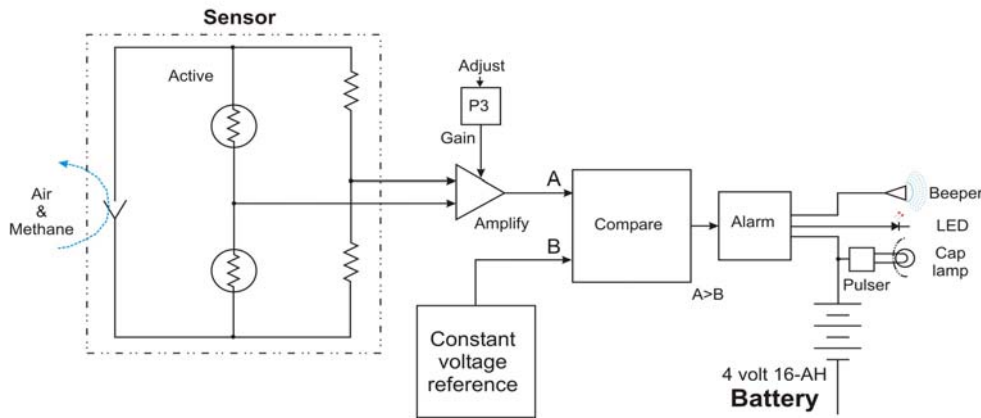 Sensor
Active
Adjust
P3
Gain
Air
&
Methane
A
Amplify
B
Compare
Alarm
Beeper
LED
Cap
lamp
Pulser
A>B
Constant
voltage
reference
4 volt 16-AH
Battery